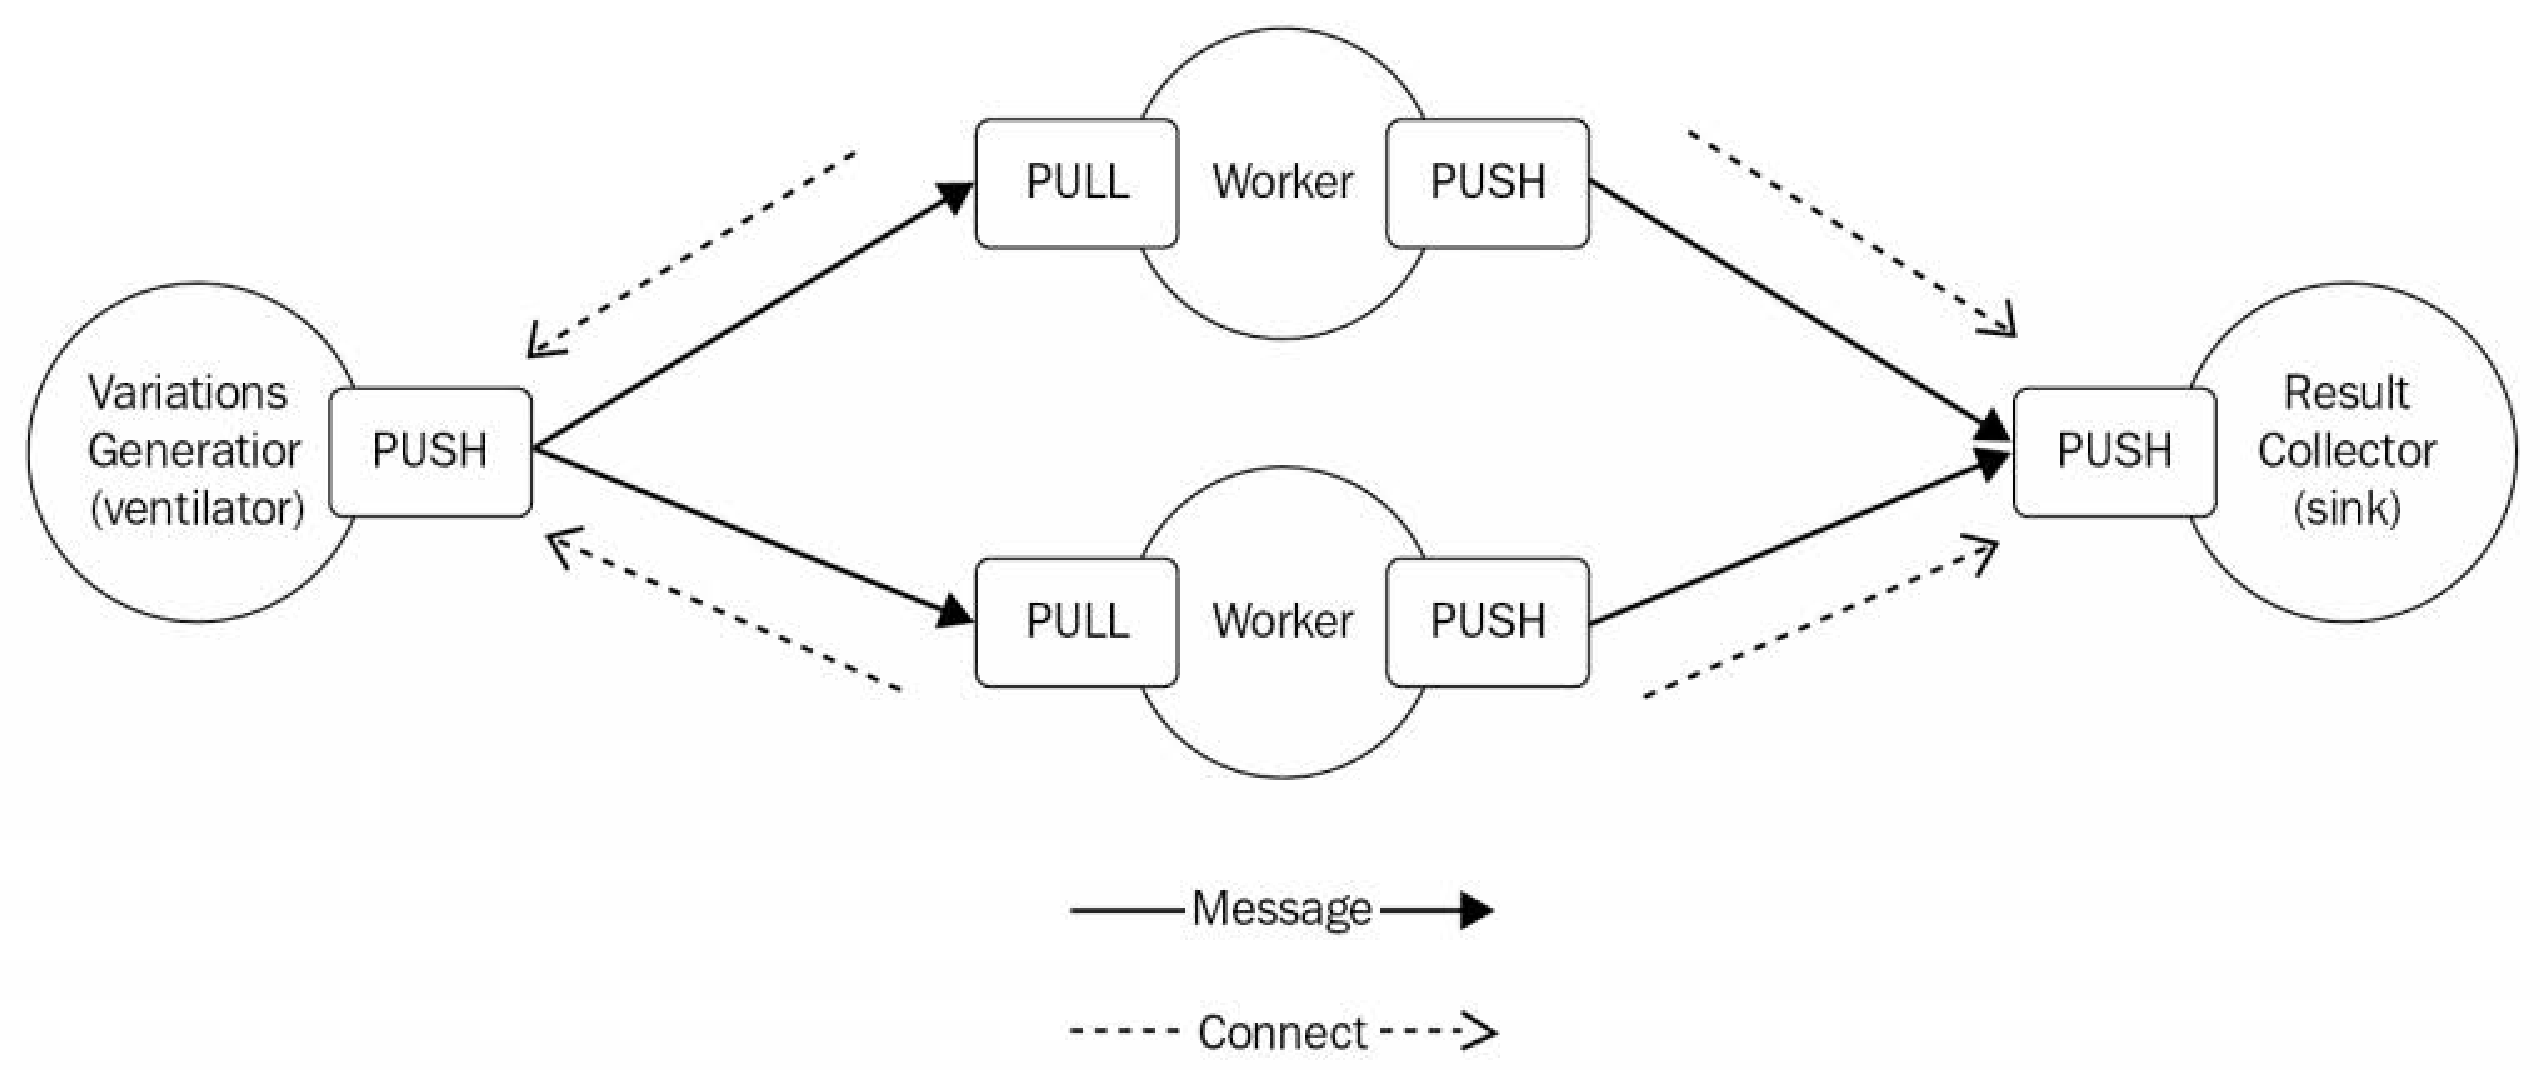 PULL
Worker
PUSH
Variations
Generatior
(ventilator)
PUSH
PUSH
Result
Collector
(sink)
PULL
Worker
PUSH
Message
Connect